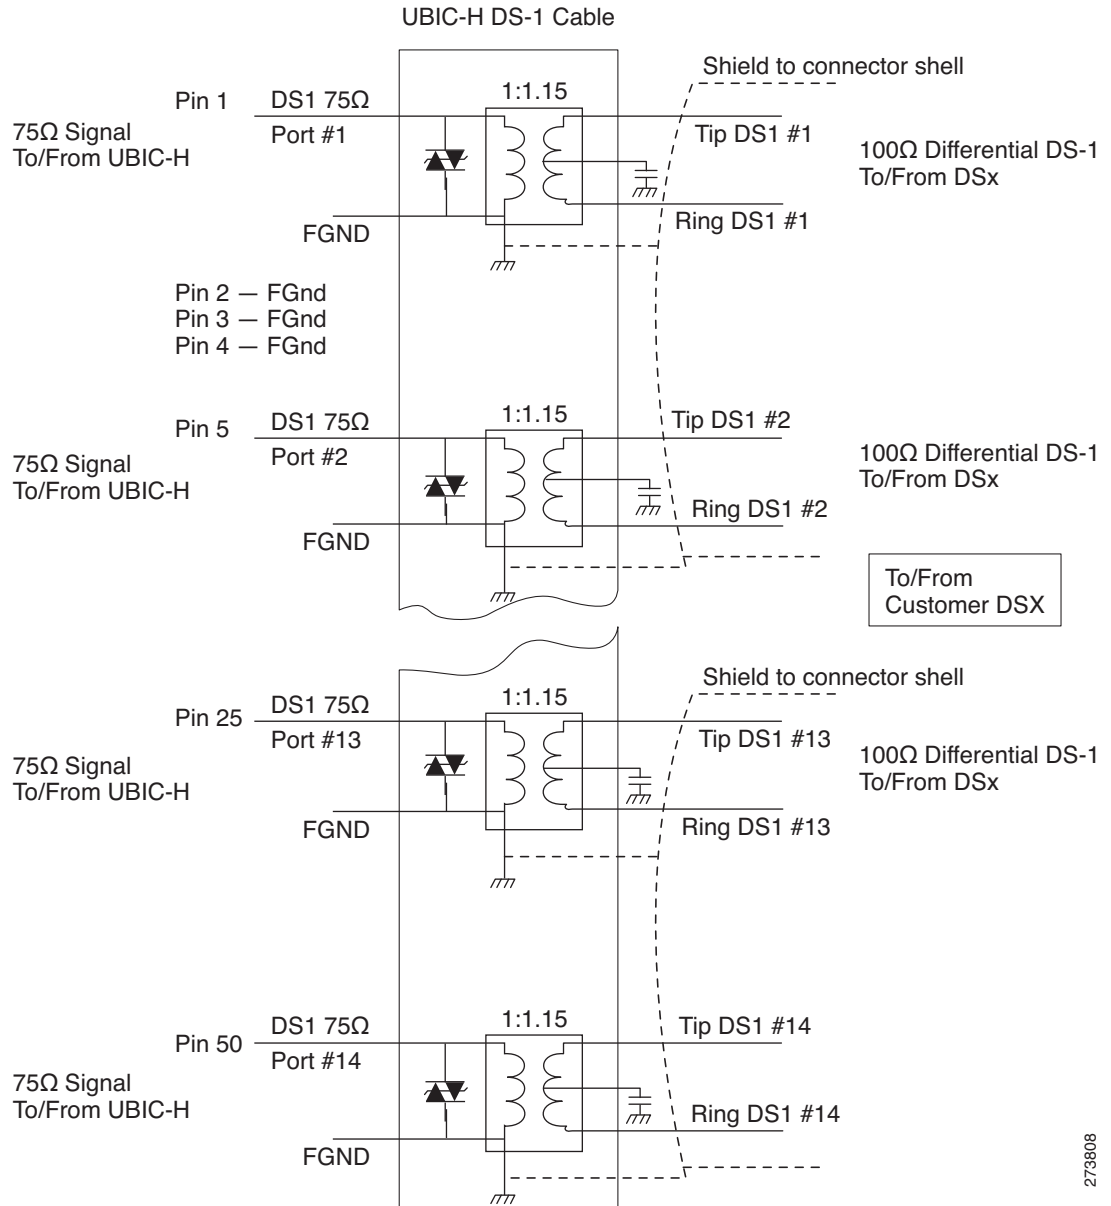 UBIC-H DS-1 Cable
Shield to connector shell
Pin 1
DS1 75Ω
1:1.15
75Ω Signal
To/From UBIC-H
Port #1
Tip DS1 #1
100Ω Differential DS-1
To/From DSx
FGND
Ring DS1 #1
Pin 2 — FGnd
Pin 3 — FGnd
Pin 4 — FGnd
Pin 5
DS1 75Ω
1:1.15
Tip DS1 #2
75Ω Signal
To/From UBIC-H
Port #2
100Ω Differential DS-1
To/From DSx
FGND
Ring DS1 #2
To/From
Customer DSX
Shield to connector shell
Pin 25
DS1 75Ω
1:1.15
75Ω Signal
To/From UBIC-H
Port #13
Tip DS1 #13
100Ω Differential DS-1
To/From DSx
FGND
Ring DS1 #13
Pin 50
DS1 75Ω
1:1.15
Tip DS1 #14
75Ω Signal
To/From UBIC-H
Port #14
Ring DS1 #14
FGND
273808